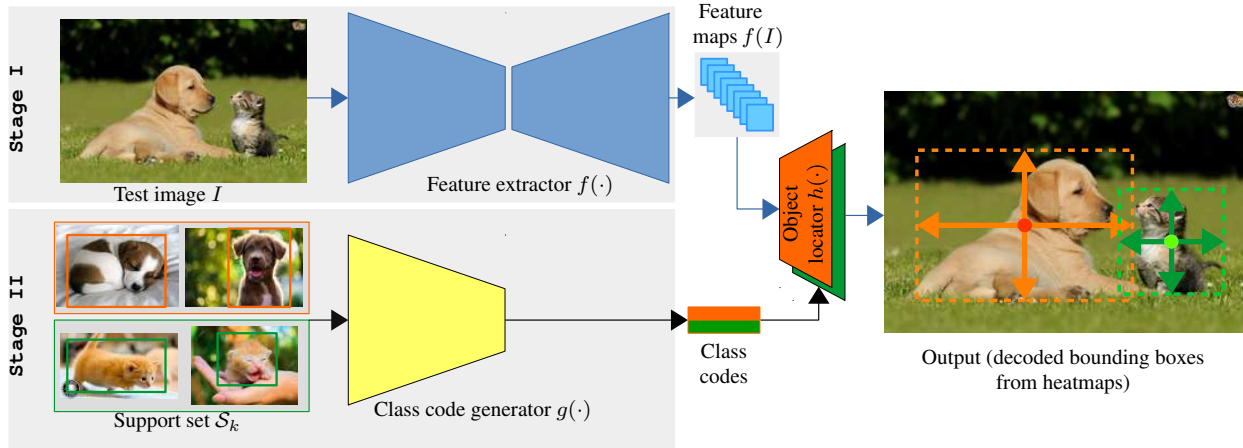 Stage I
Test image I
Feature extractor f(·)
Feature
maps f(I)
Object
locator h(·)
Stage II
Support set S_k
Class code generator g(·)
Class
codes
Output (decoded bounding boxes
from heatmaps)